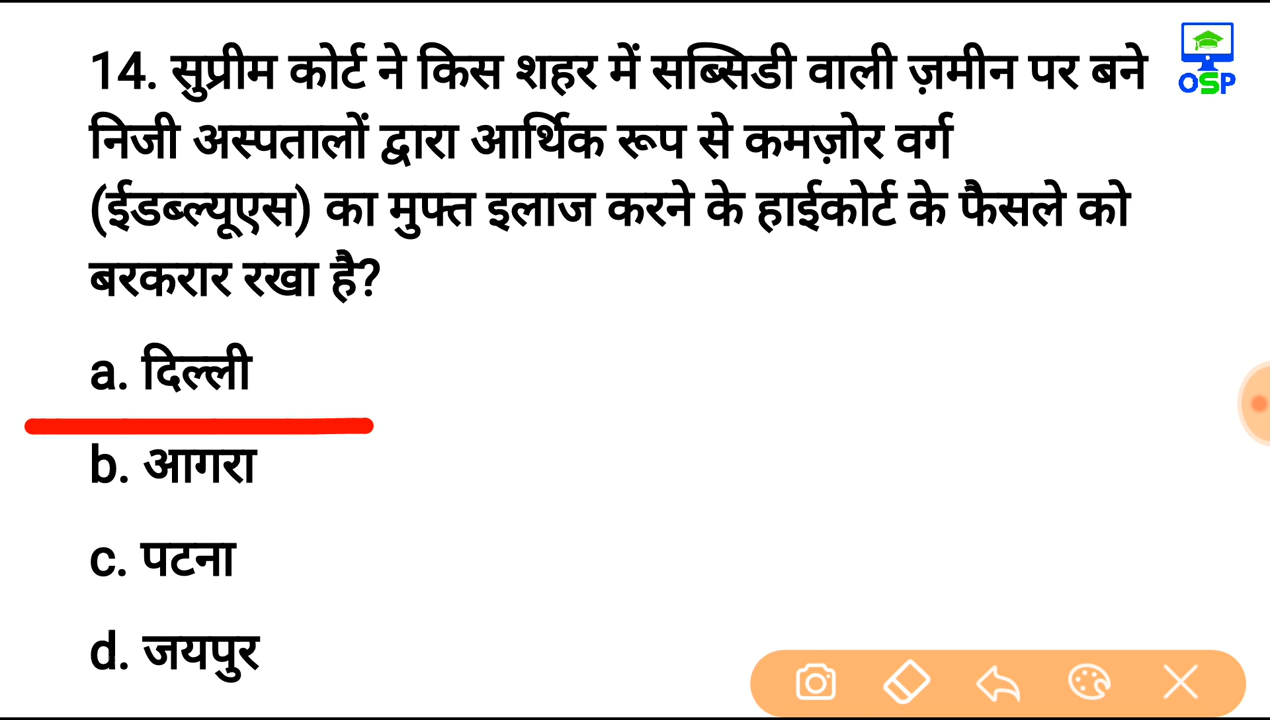 14. सुप्रीम कोर्ट ने किस शहर में सब्सिडी वाली ज़मीन पर बने
निजी अस्पतालों द्वारा आर्थिक रूप से कमज़ोर वर्ग
(ईडब्ल्यूएस) का मुफ्त इलाज करने के हाईकोर्ट के फैसले को
बरकरार रखा है?
a. दिल्ली
b. आगरा
c. पटना
d. जयपुर
OSP